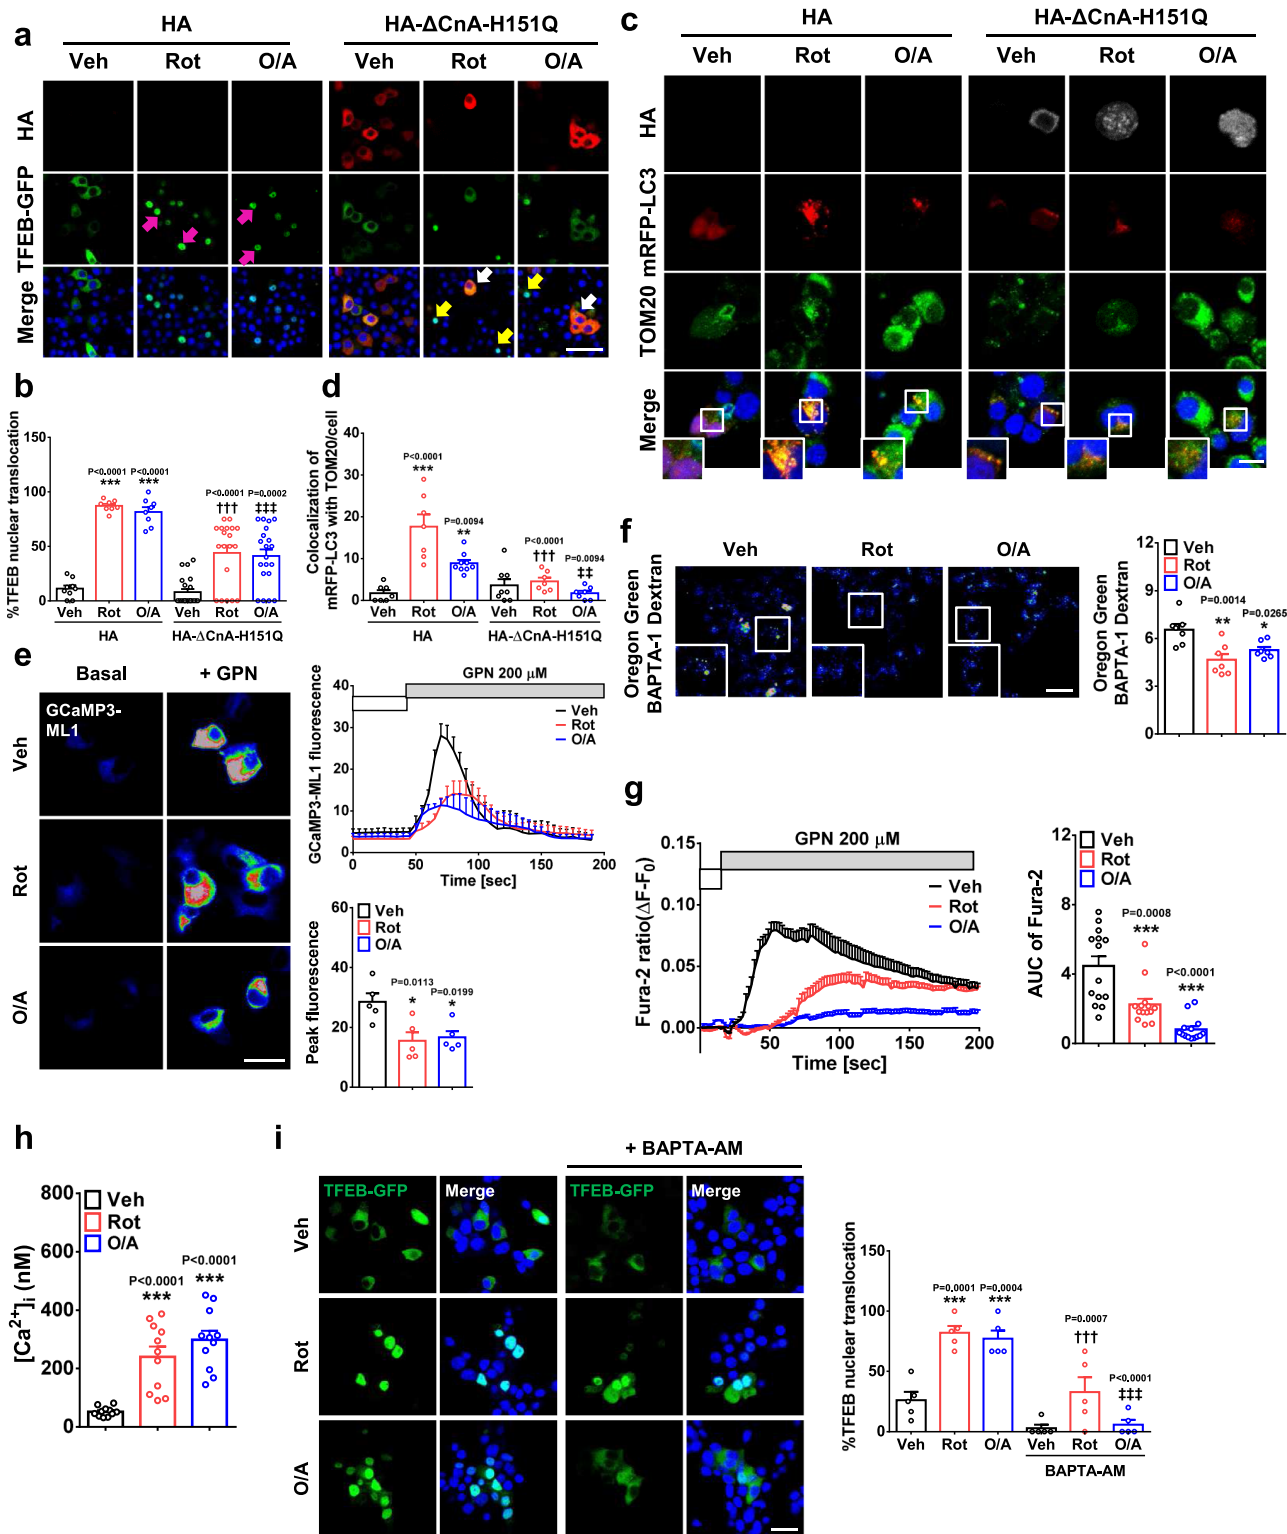 a
HA
HA-ΔCnA-H151Q
Veh
Rot
O/A
Veh
Rot
O/A
HA
TFEB-GFP
Merge
b
%TFEB nuclear translocation
150
100
50
0
P<0.0001
***
P<0.0001
***
P<0.0001
†††
P=0.0002
‡‡‡
Veh
Rot
O/A
Veh
Rot
O/A
HA
HA-ΔCnA-H151Q
c
HA
HA-ΔCnA-H151Q
Veh
Rot
O/A
Veh
Rot
O/A
HA
mRFP-LC3
TOM20
Merge
d
Colocalization of
mRFP-LC3 with TOM20/cell
40
30
20
10
0
P<0.0001
***
P=0.0094
**
P<0.0001
†††
P=0.0094
‡‡
Veh
Rot
O/A
Veh
Rot
O/A
HA
HA-ΔCnA-H151Q
e
Basal
+ GPN
GCaMP3-
ML1
Veh
Rot
O/A
GCaMP3-ML1 fluorescence
40
30
20
10
0
GPN 200 μM
Veh
Rot
O/A
0
50
100
150
200
Time [sec]
Peak fluorescence
60
40
20
0
Veh
Rot
O/A
P=0.0113
*
P=0.0199
*
f
Veh
Rot
O/A
Oregon Green
BAPTA-1 Dextran
Oregon Green
BAPTA-1 Dextran
12
9
6
3
0
Veh
Rot
O/A
P=0.0014
**
P=0.0265
*
g
Fura-2 ratio(ΔF-F0)
0.15
0.10
0.05
0.00
GPN 200 μM
Veh
Rot
O/A
50
100
150
200
Time [sec]
AUC of Fura-2
12
8
4
0
Veh
Rot
O/A
P=0.0008
***
P<0.0001
***
h
[Ca2+]i (nM)
800
600
400
200
0
Veh
Rot
O/A
P<0.0001
***
P<0.0001
***
i
+ BAPTA-AM
TFEB-GFP
Merge
TFEB-GFP
Merge
Veh
Rot
O/A
%TFEB nuclear translocation
150
100
50
0
P=0.0001
***
P=0.0004
***
P=0.0007
†††
P<0.0001
‡‡‡
Veh
Rot
O/A
Veh
Rot
O/A
BAPTA-AM